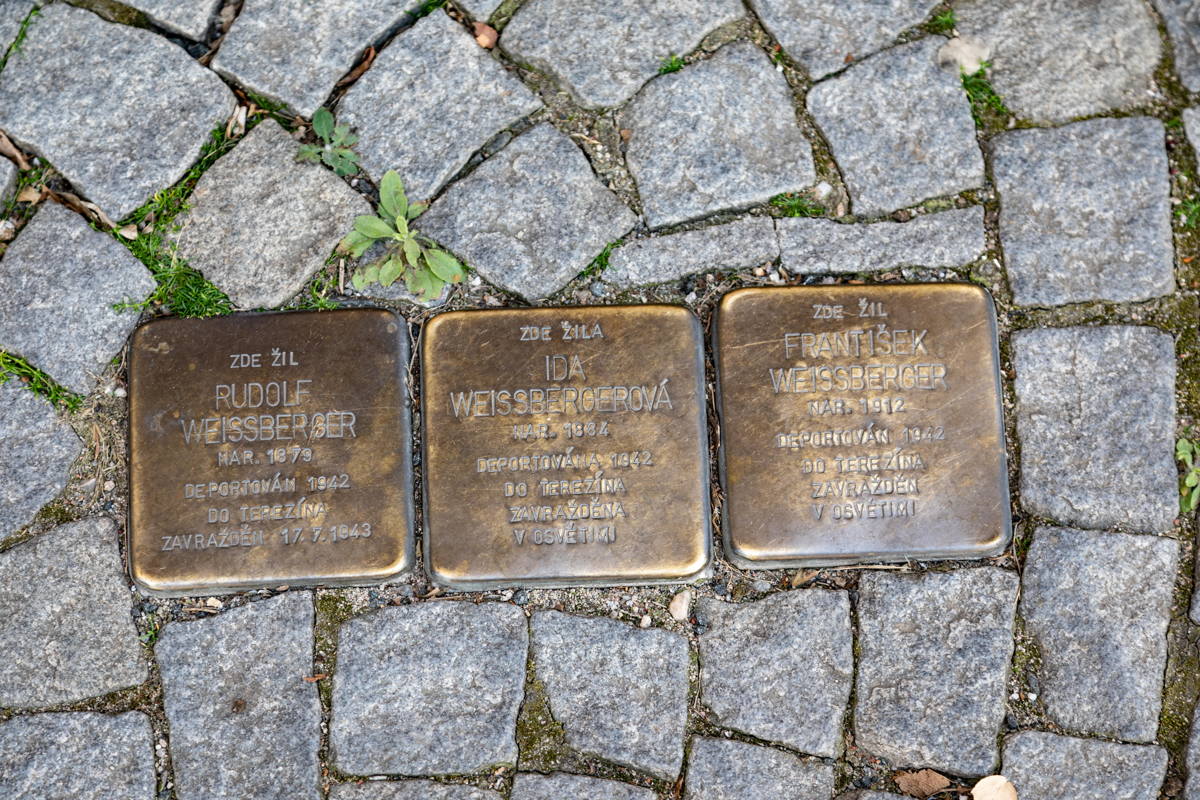 ZDE ŽIL
RUDOLF
WEISSBERGER
NAR. 1879
DEPORTOVÁN 1942
DO TEREZÍNA
ZAVRAŽDĚN 17.7.1943
ZDE ŽILA
IDA
WEISSBERGEROVÁ
NAR. 1884
DEPORTOVÁNA 1942
DO TEREZÍNA
ZAVRAŽDĚNA
V OSVĚTIMI
ZDE ŽIL
FRANTIŠEK
WEISSBERGER
NAR. 1912
DEPORTOVÁN 1942
DO TEREZÍNA
ZAVRAŽDĚN
V OSVĚTIMI